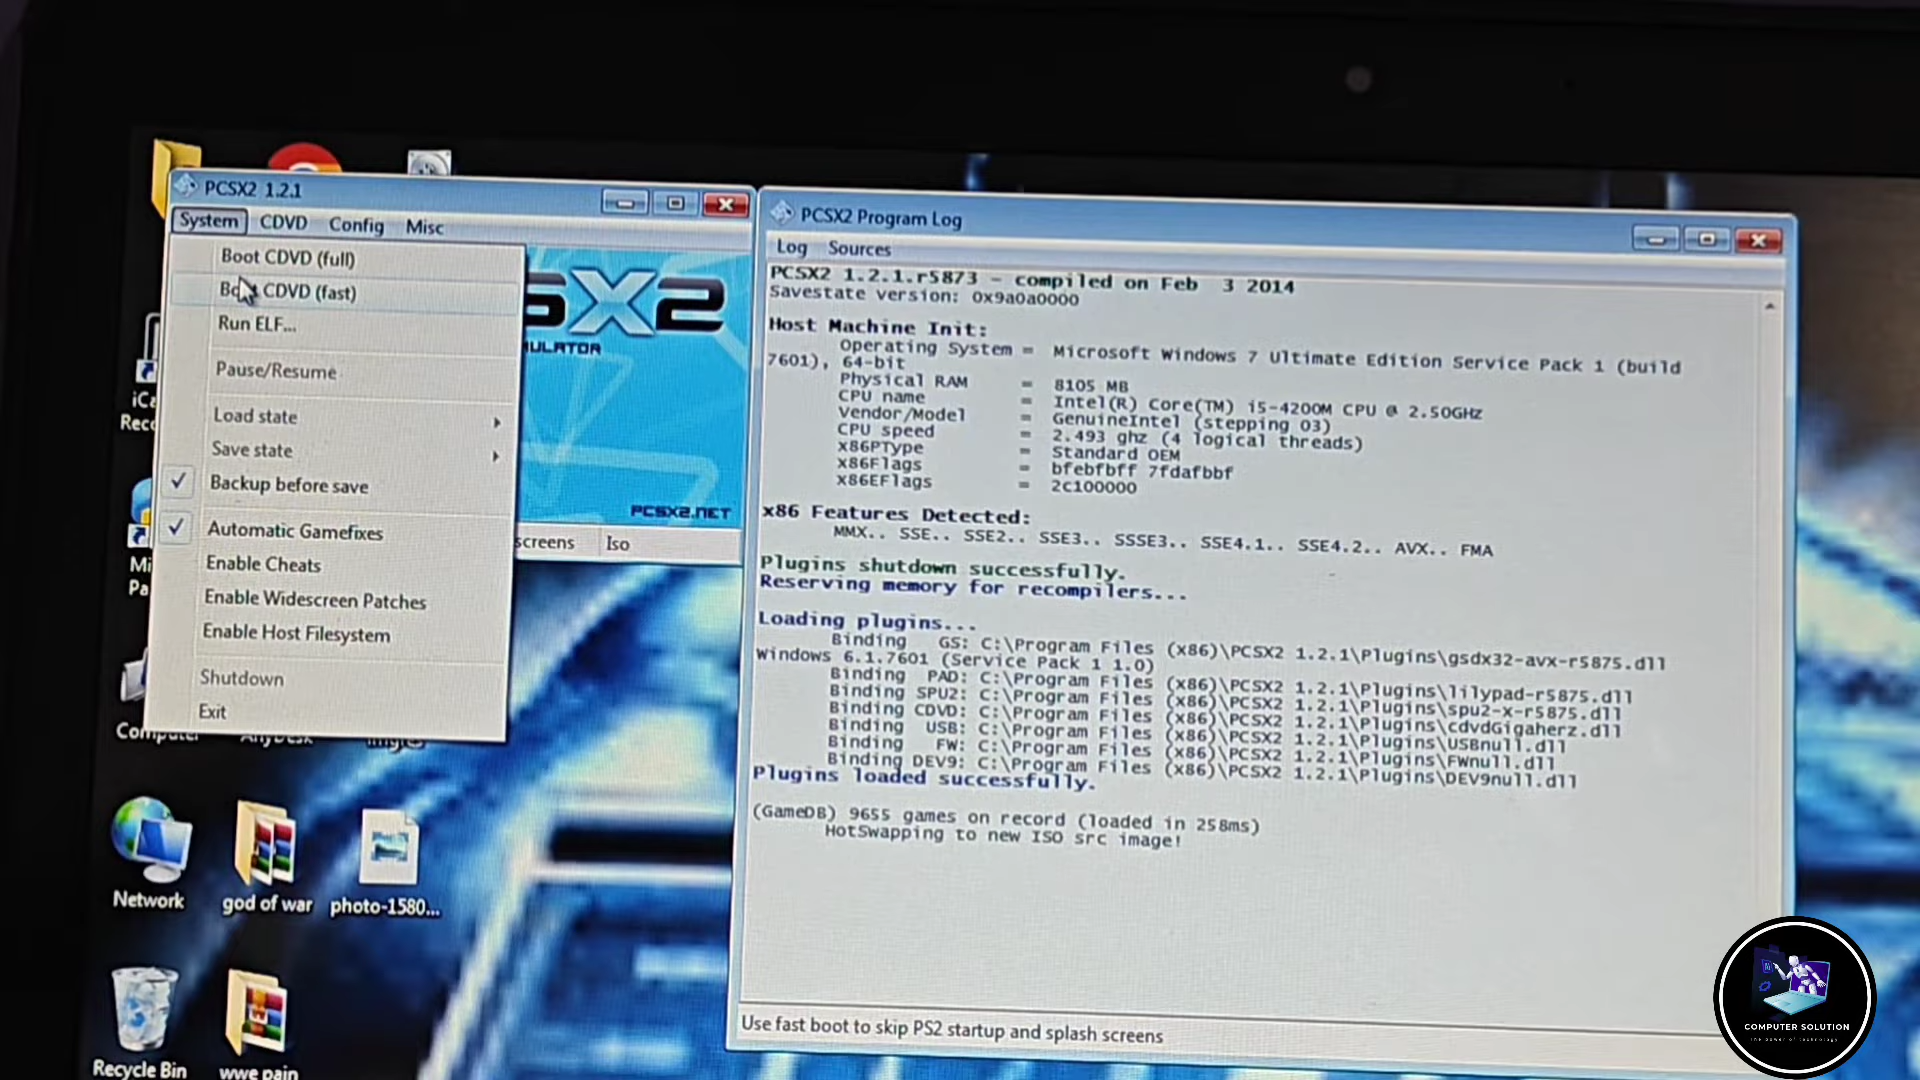 PCSX2 1.2.1
System CDVD Config Misc
Boot CDVD (full)
CDVD (fast)
Run ELF...
Pause/Resume
Load state
Save state
Backup before save
Automatic Gamefixes
Enable Cheats
Enable Widescreen Patches
Enable Host Filesystem
Shutdown
Exit
SX2
ULATOR
PCSX2.NET
screens Iso
PCSX2 Program Log
Log Sources
PCSX2 1.2.1.r5873 - compiled on Feb 3 2014
Savestate version: 0x9a0a0000
Host Machine Init:
Operating System = Microsoft Windows 7 Ultimate Edition Service Pack 1 (build
7601), 64-bit
Physical RAM = 8105 MB
CPU name = Intel(R) Core(TM) i5-4200M CPU @ 2.50GHz
Vendor/Model = GenuineIntel (stepping 03)
CPU speed = 2.493 ghz (4 logical threads)
x86PType = Standard OEM
x86Flags = bfebfbff 7fdafbbf
x86EFlags = 2c100000
x86 Features Detected:
MMX.. SSE.. SSE2.. SSE3.. SSSE3.. SSE4.1.. SSE4.2.. AVX.. FMA
Plugins shutdown successfully.
Reserving memory for recompilers...
Loading plugins...
Binding GS: C:\Program Files (x86)\PCSX2 1.2.1\Plugins\gsdx32-avx-r5875.dll
Windows 6.1.7601 (Service Pack 1 1.0)
Binding PAD: C:\Program Files (x86)\PCSX2 1.2.1\Plugins\lilypad-r5875.dll
Binding SPU2: C:\Program Files (x86)\PCSX2 1.2.1\Plugins\spu2-x-r5875.dll
Binding CDVD: C:\Program Files (x86)\PCSX2 1.2.1\Plugins\cdvdGigaherz.dll
Binding USB: C:\Program Files (x86)\PCSX2 1.2.1\Plugins\USBnull.dll
Binding FW: C:\Program Files (x86)\PCSX2 1.2.1\Plugins\FWnull.dll
Binding DEV9: C:\Program Files (x86)\PCSX2 1.2.1\Plugins\DEV9null.dll
Plugins loaded successfully.
(GameDB) 9655 games on record (loaded in 258ms)
HotSwapping to new ISO src image!
Use fast boot to skip PS2 startup and splash screens
iCa
Reco
Mi
Pa
Computer AnyDesk
Network god of war photo-1580...
Recycle Bin wwe pain
COMPUTER SOLUTION